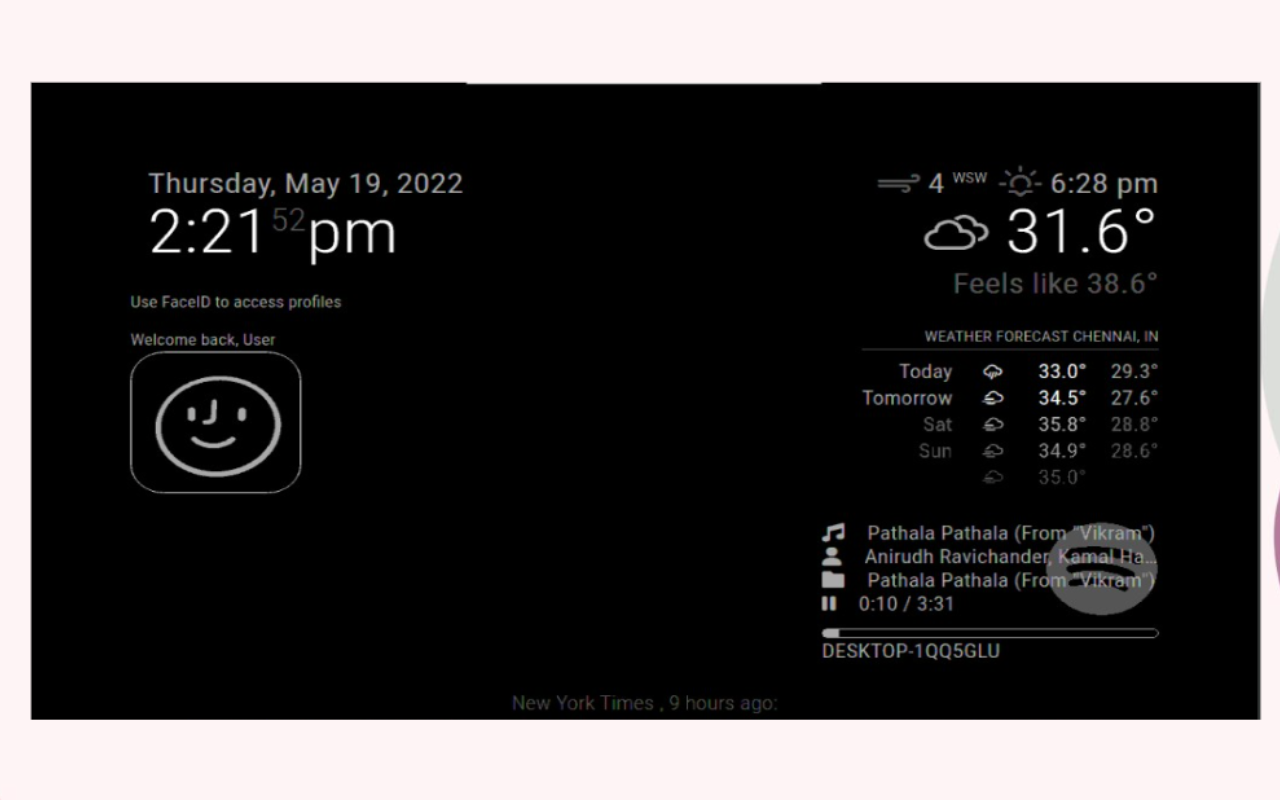 Thursday, May 19, 2022
2:21 52 pm
Use FaceID to access profiles
Welcome back, User
4 WSW 6:28 pm
31.6°
Feels like 38.6°
WEATHER FORECAST CHENNAI, IN
Today 33.0° 29.3°
Tomorrow 34.5° 27.6°
Sat 35.8° 28.8°
Sun 34.9° 28.6°
35.0°
Pathala Pathala (From "Vikram")
Anirudh Ravichander, Kamal Ha...
Pathala Pathala (From "Vikram")
0:10 / 3:31
DESKTOP-1QQ5GLU
New York Times , 9 hours ago: